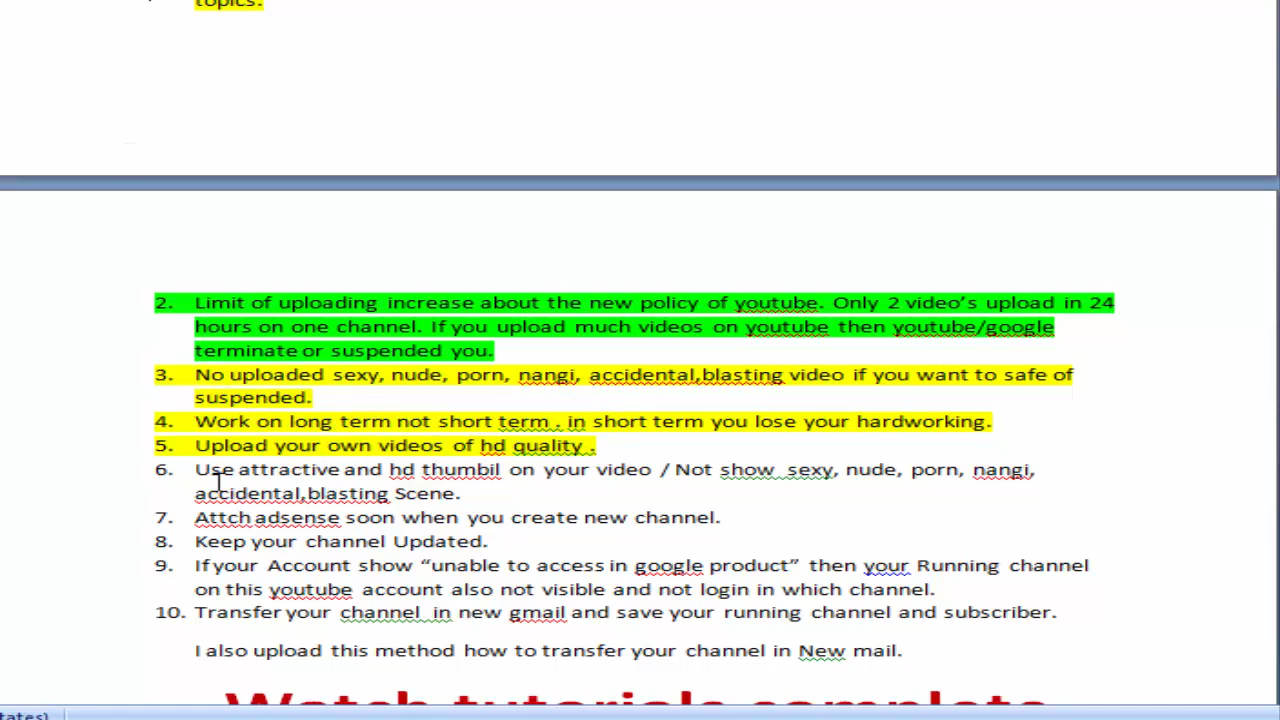 topics.
2. Limit of uploading increase about the new policy of youtube. Only 2 video's upload in 24
hours on one channel. If you upload much videos on youtube then youtube/google
terminate or suspended you.
3. No uploaded sexy, nude, porn, nangi, accidental,blasting video if you want to safe of
suspended.
4. Work on long term not short term . in short term you lose your hardworking.
5. Upload your own videos of hd quality .
6. Use attractive and hd thumbil on your video / Not show sexy, nude, porn, nangi,
accidental,blasting Scene.
7. Attch adsense soon when you create new channel.
8. Keep your channel Updated.
9. If your Account show “unable to access in google product” then your Running channel
on this youtube account also not visible and not login in which channel.
10. Transfer your channel in new gmail and save your running channel and subscriber.
I also upload this method how to transfer your channel in New mail.
Watch tutorials complete
tates)